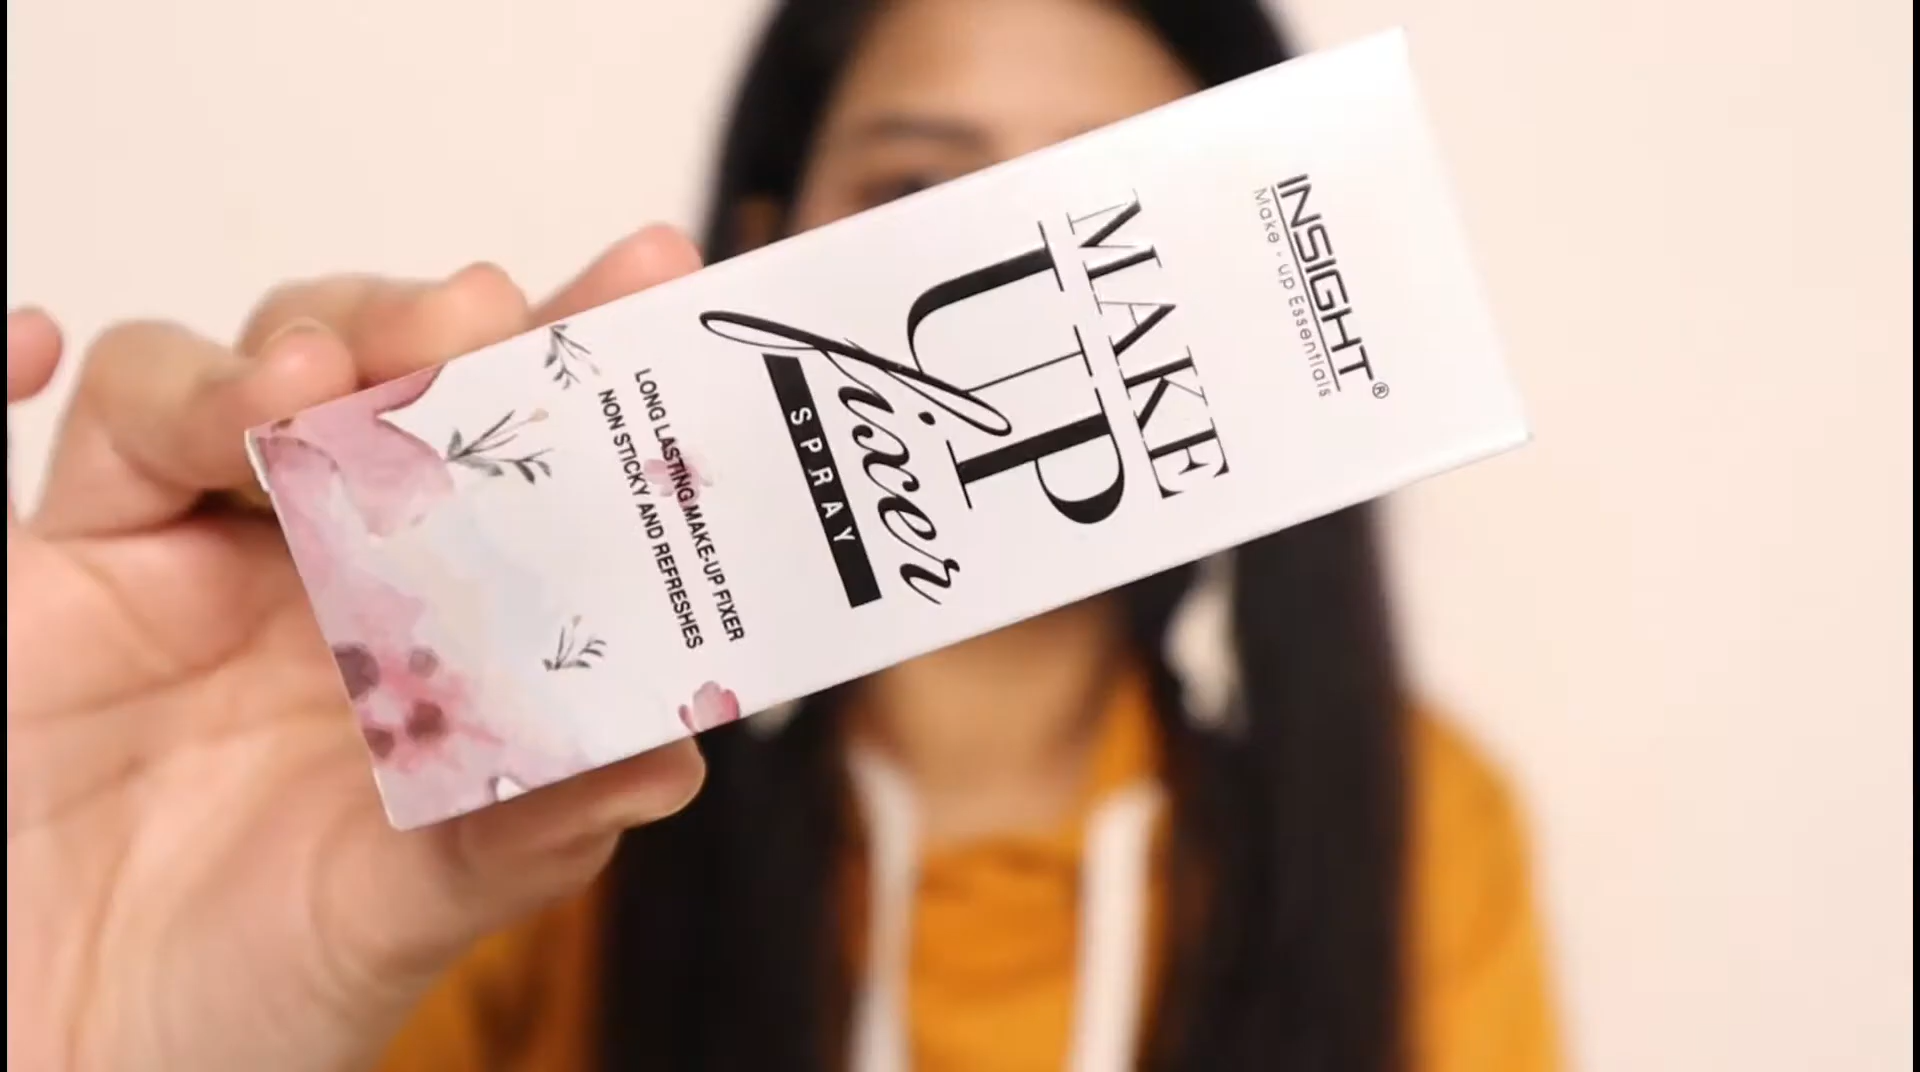 INSIGHT®
Make-up Essentials
MAKE
UP
fixer
SPRAY
LONG LASTING MAKE-UP FIXER
NON STICKY AND REFRESHES